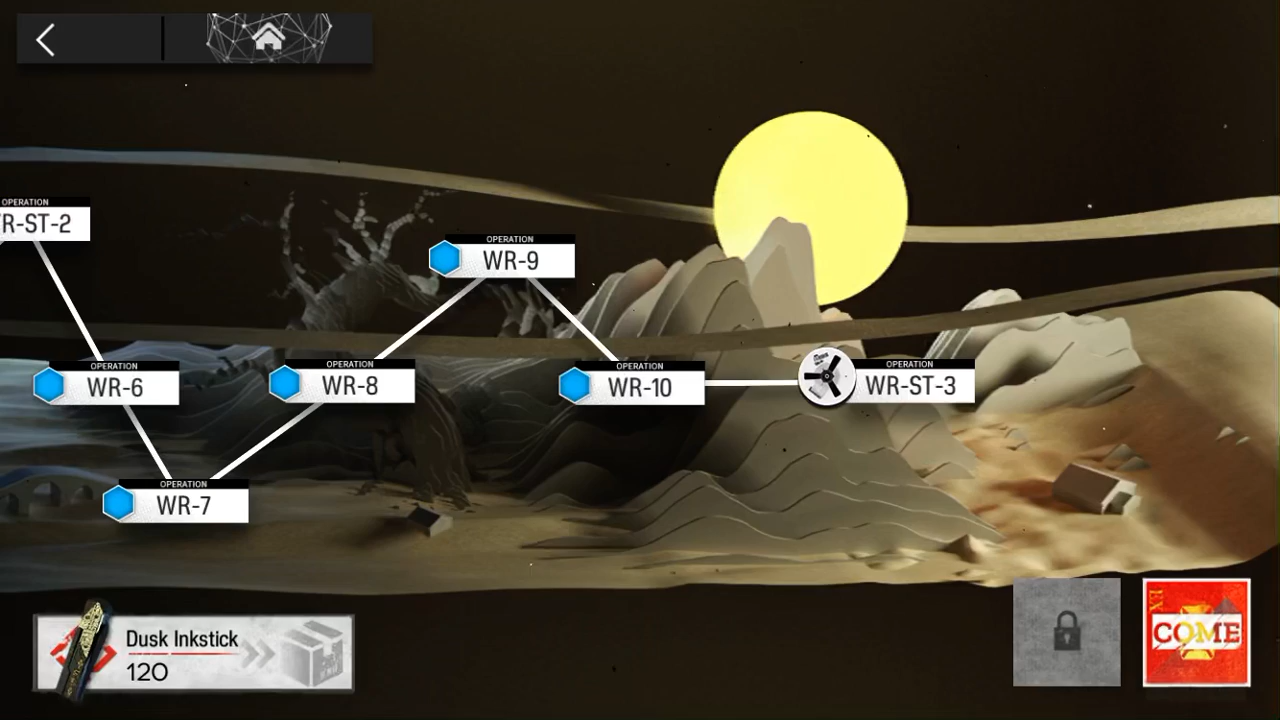 OPERATION
R-ST-2
OPERATION
WR-9
OPERATION
WR-6
OPERATION
WR-8
OPERATION
WR-10
OPERATION
WR-ST-3
OPERATION
WR-7
Dusk Inkstick
120
EX
COME